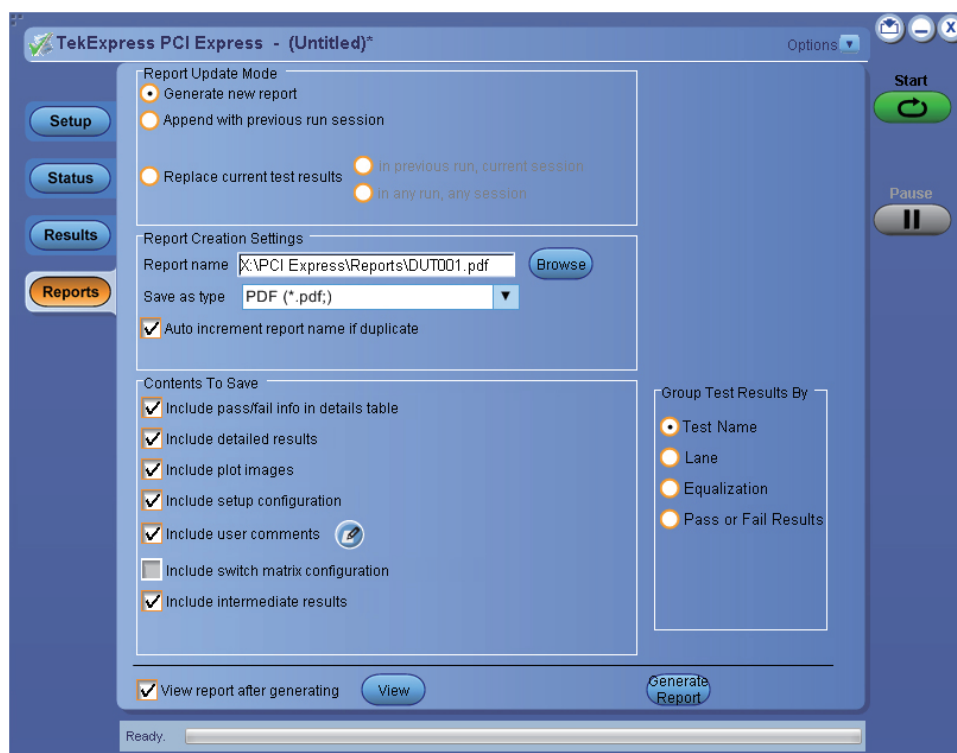 TekExpress PCI Express - (Untitled)*
Options
Start
Pause
Setup
Status
Results
Reports
Report Update Mode
Generate new report
Append with previous run session
Replace current test results
In previous run, current session
in any run, any session
Report Creation Settings
Report name X:\PCI Express\Reports\DUT001.pdf Browse
Save as type PDF (*.pdf;)
Auto increment report name if duplicate
Contents To Save
Include pass/fail info in details table
Include detailed results
Include plot images
Include setup configuration
Include user comments
Include switch matrix configuration
Include intermediate results
Group Test Results By
Test Name
Lane
Equalization
Pass or Fail Results
View report after generating View
Generate
Report
Ready.